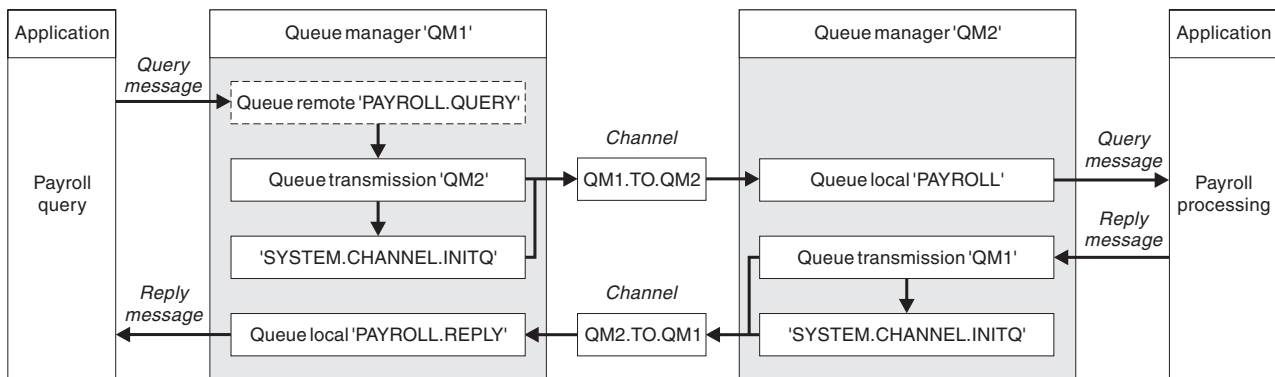 Application
Queue manager 'QM1'
Queue manager 'QM2'
Application
Query
message
Queue remote 'PAYROLL.QUERY'
Channel
Query
message
Payroll
query
Queue transmission 'QM2'
QM1.TO.QM2
Queue local 'PAYROLL'
Payroll
processing
'SYSTEM.CHANNEL.INITQ'
Queue transmission 'QM1'
Reply
message
Reply
message
Channel
Queue local 'PAYROLL.REPLY'
QM2.TO.QM1
'SYSTEM.CHANNEL.INITQ'